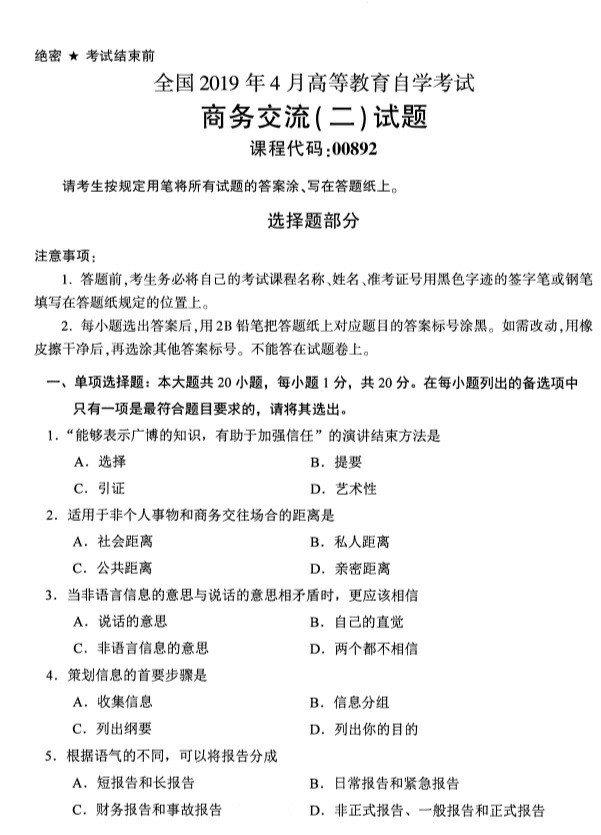 绝密 ★ 考试结束前
全国 2019 年 4 月高等教育自学考试
商务交流(二)试题
课程代码:00892
请考生按规定用笔将所有试题的答案涂、写在答题纸上。
选择题部分
注意事项:
1. 答题前,考生务必将自己的考试课程名称、姓名、准考证号用黑色字迹的签字笔或钢笔
填写在答题纸规定的位置上。
2. 每小题选出答案后,用 2B 铅笔把答题纸上对应题目的答案标号涂黑。如需改动,用橡
皮擦干净后,再选涂其他答案标号。不能答在试题卷上。
一、单项选择题：本大题共 20 小题，每小题 1 分，共 20 分。在每小题列出的备选项中
只有一项是最符合题目要求的，请将其选出。
1．“能够表示广博的知识，有助于加强信任”的演讲结束方法是
A．选择 B．提要
C．引证 D．艺术性
2．适用于非个人事物和商务交往场合的距离是
A．社会距离 B．私人距离
C．公共距离 D．亲密距离
3．当非语言信息的意思与说话的意思相矛盾时，更应该相信
A．说话的意思 B．自己的直觉
C．非语言信息的意思 D．两个都不相信
4．策划信息的首要步骤是
A．收集信息 B．信息分组
C．列出纲要 D．列出你的目的
5．根据语气的不同，可以将报告分成
A．短报告和长报告 B．日常报告和紧急报告
C．财务报告和事故报告 D．非正式报告、一般报告和正式报告